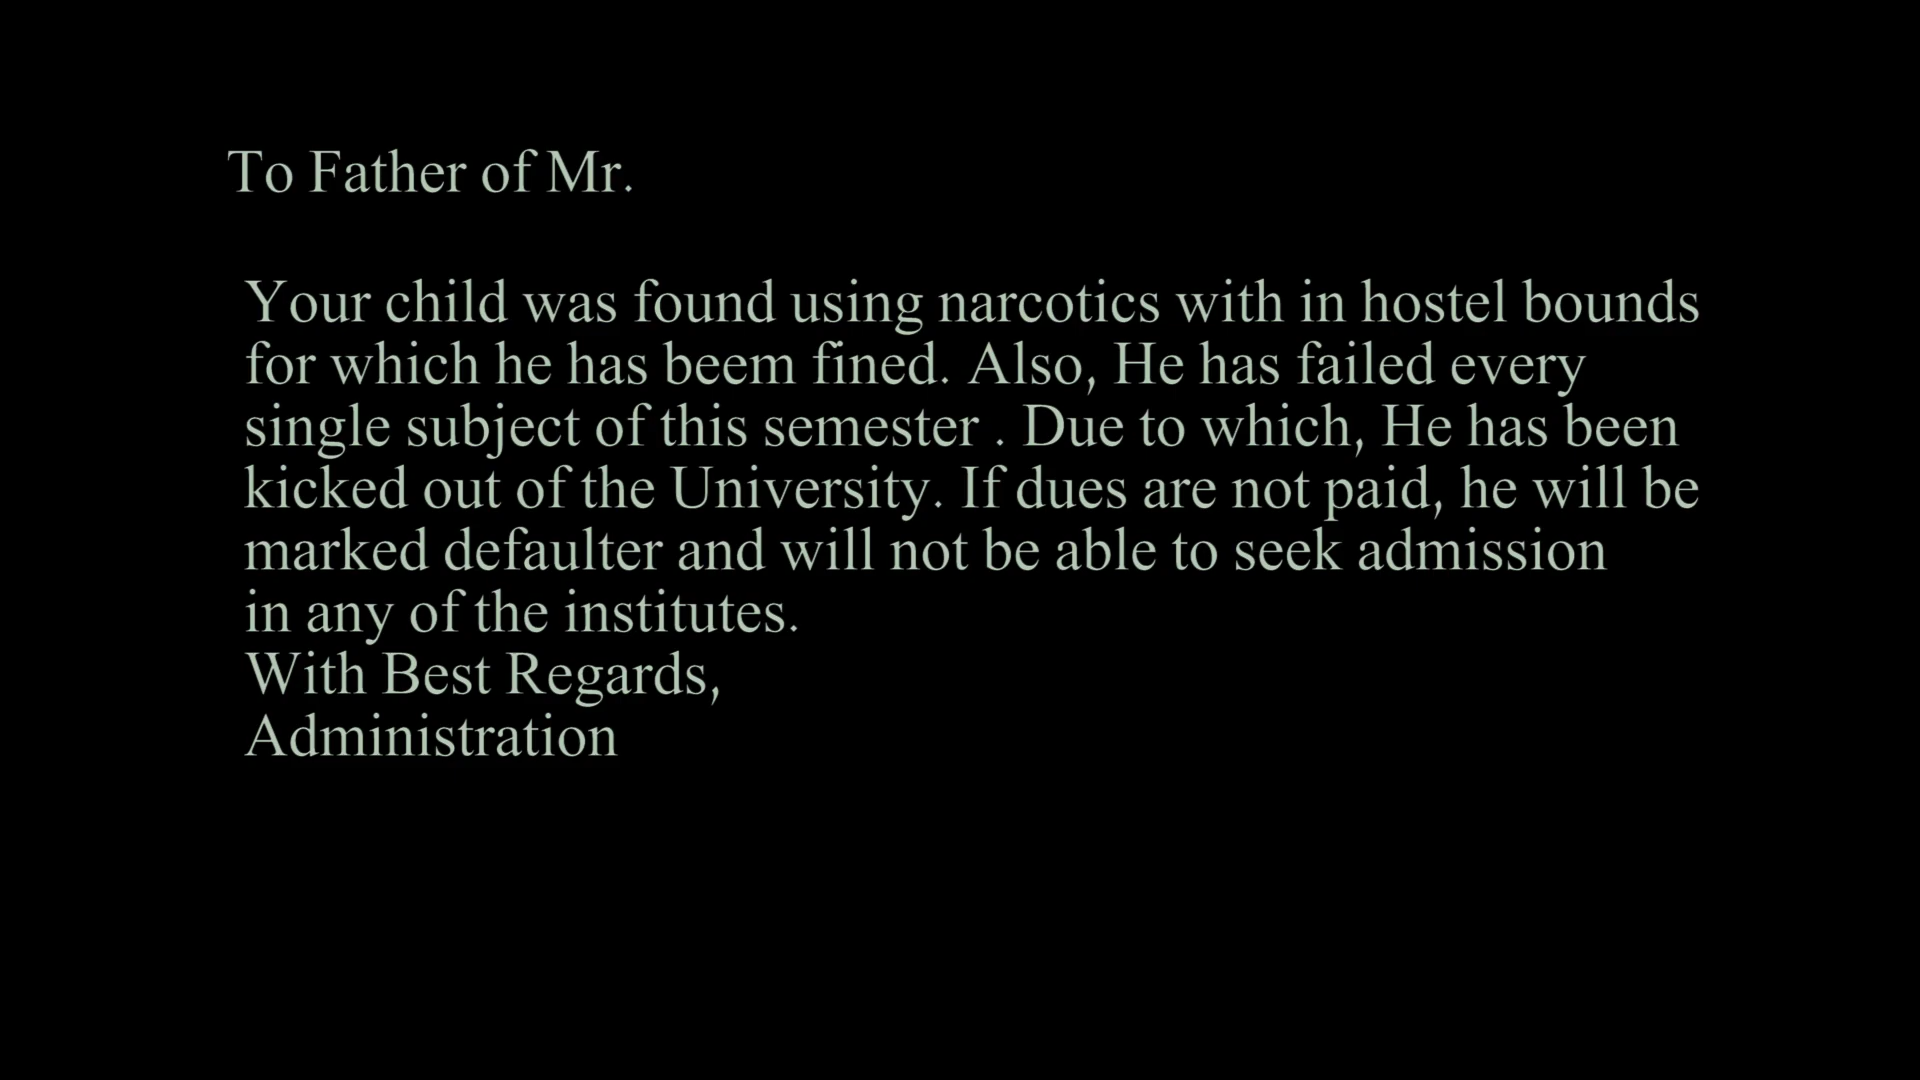 To Father of Mr.
Your child was found using narcotics with in hostel bounds
for which he has beem fined. Also, He has failed every
single subject of this semester . Due to which, He has been
kicked out of the University. If dues are not paid, he will be
marked defaulter and will not be able to seek admission
in any of the institutes.
With Best Regards,
Administration